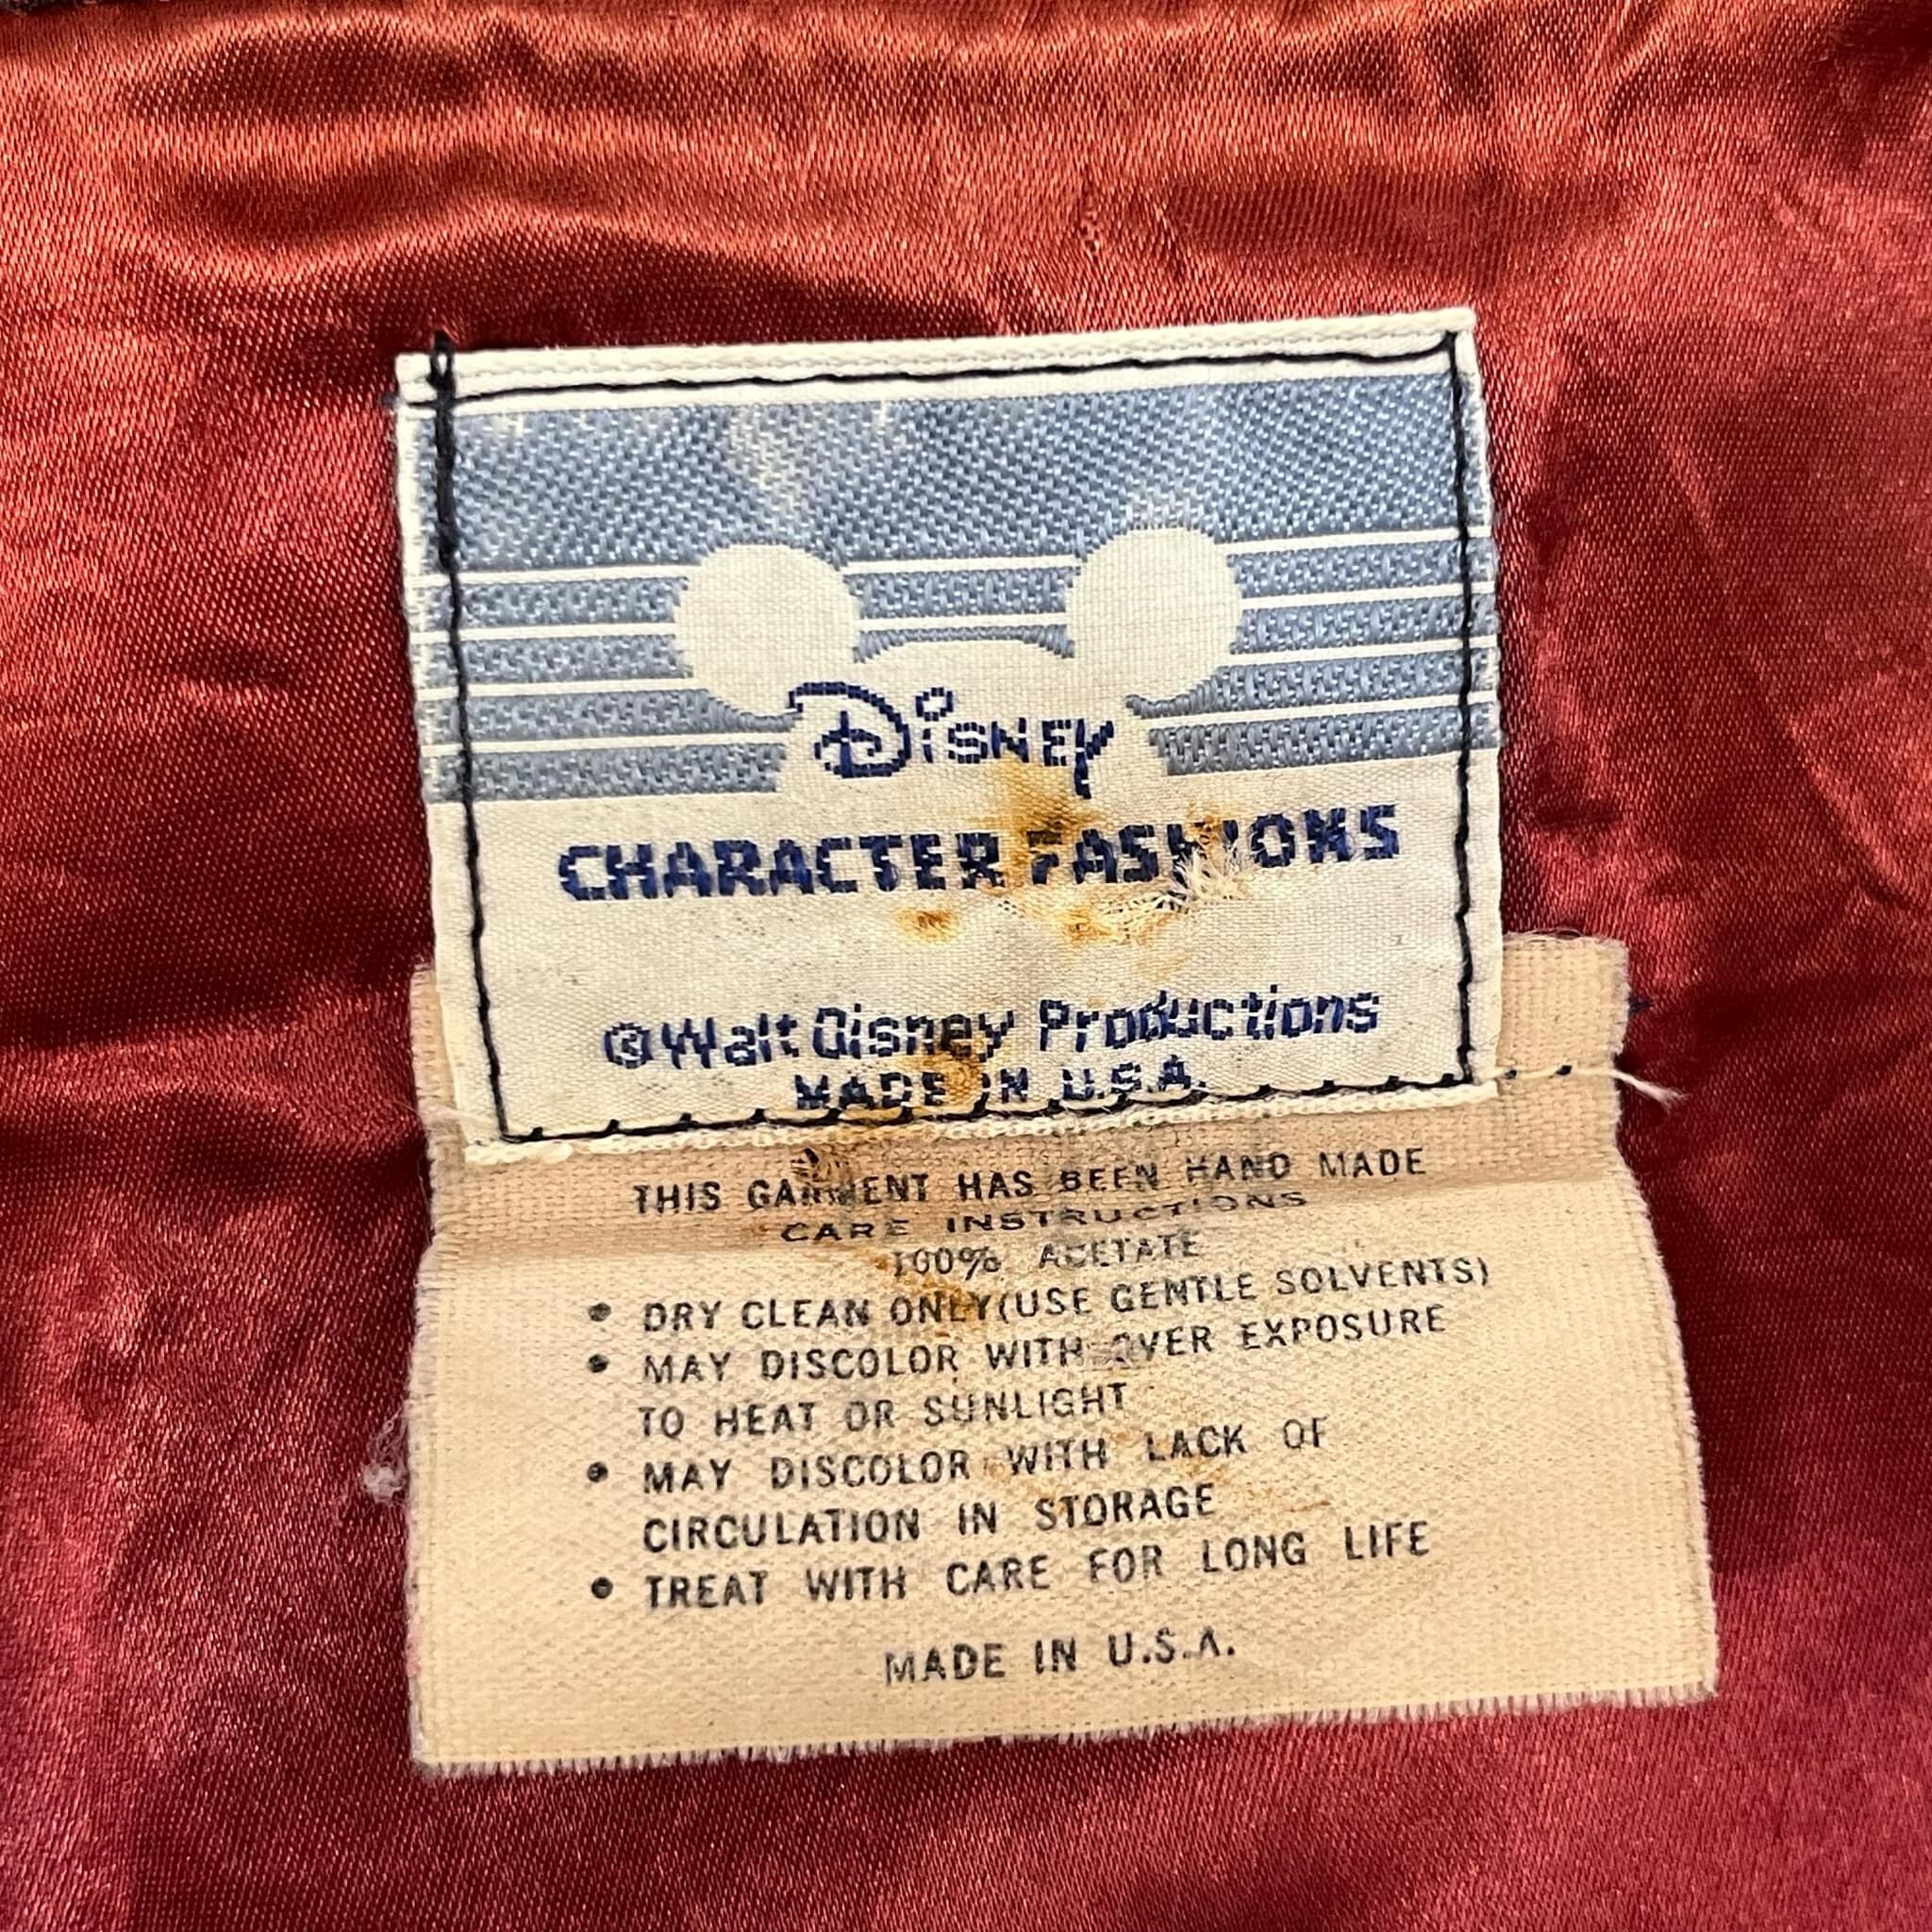 Disney
CHARACTER FASHIONS
©Walt Disney Productions
MADE IN U.S.A.
THIS GARMENT HAS BEEN HAND MADE
CARE INSTRUCTIONS
100% ACETATE
• DRY CLEAN ONLY(USE GENTLE SOLVENTS)
• MAY DISCOLOR WITH OVER EXPOSURE
TO HEAT OR SUNLIGHT
• MAY DISCOLOR WITH LACK OF
CIRCULATION IN STORAGE
• TREAT WITH CARE FOR LONG LIFE
MADE IN U.S.A.